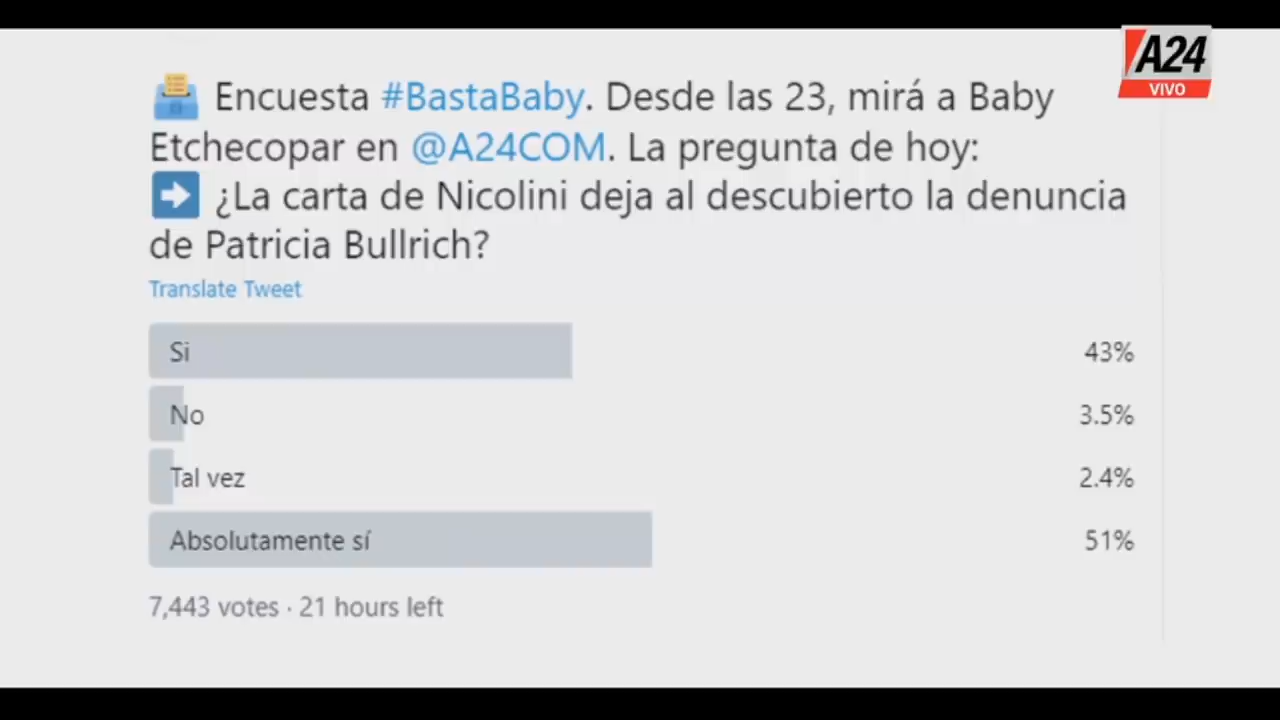 A24
VIVO
Encuesta #BastaBaby. Desde las 23, mirá a Baby
Etchecopar en @A24COM. La pregunta de hoy:
¿La carta de Nicolini deja al descubierto la denuncia
de Patricia Bullrich?
Translate Tweet
Si 43%
No 3.5%
Tal vez 2.4%
Absolutamente sí 51%
7,443 votes · 21 hours left